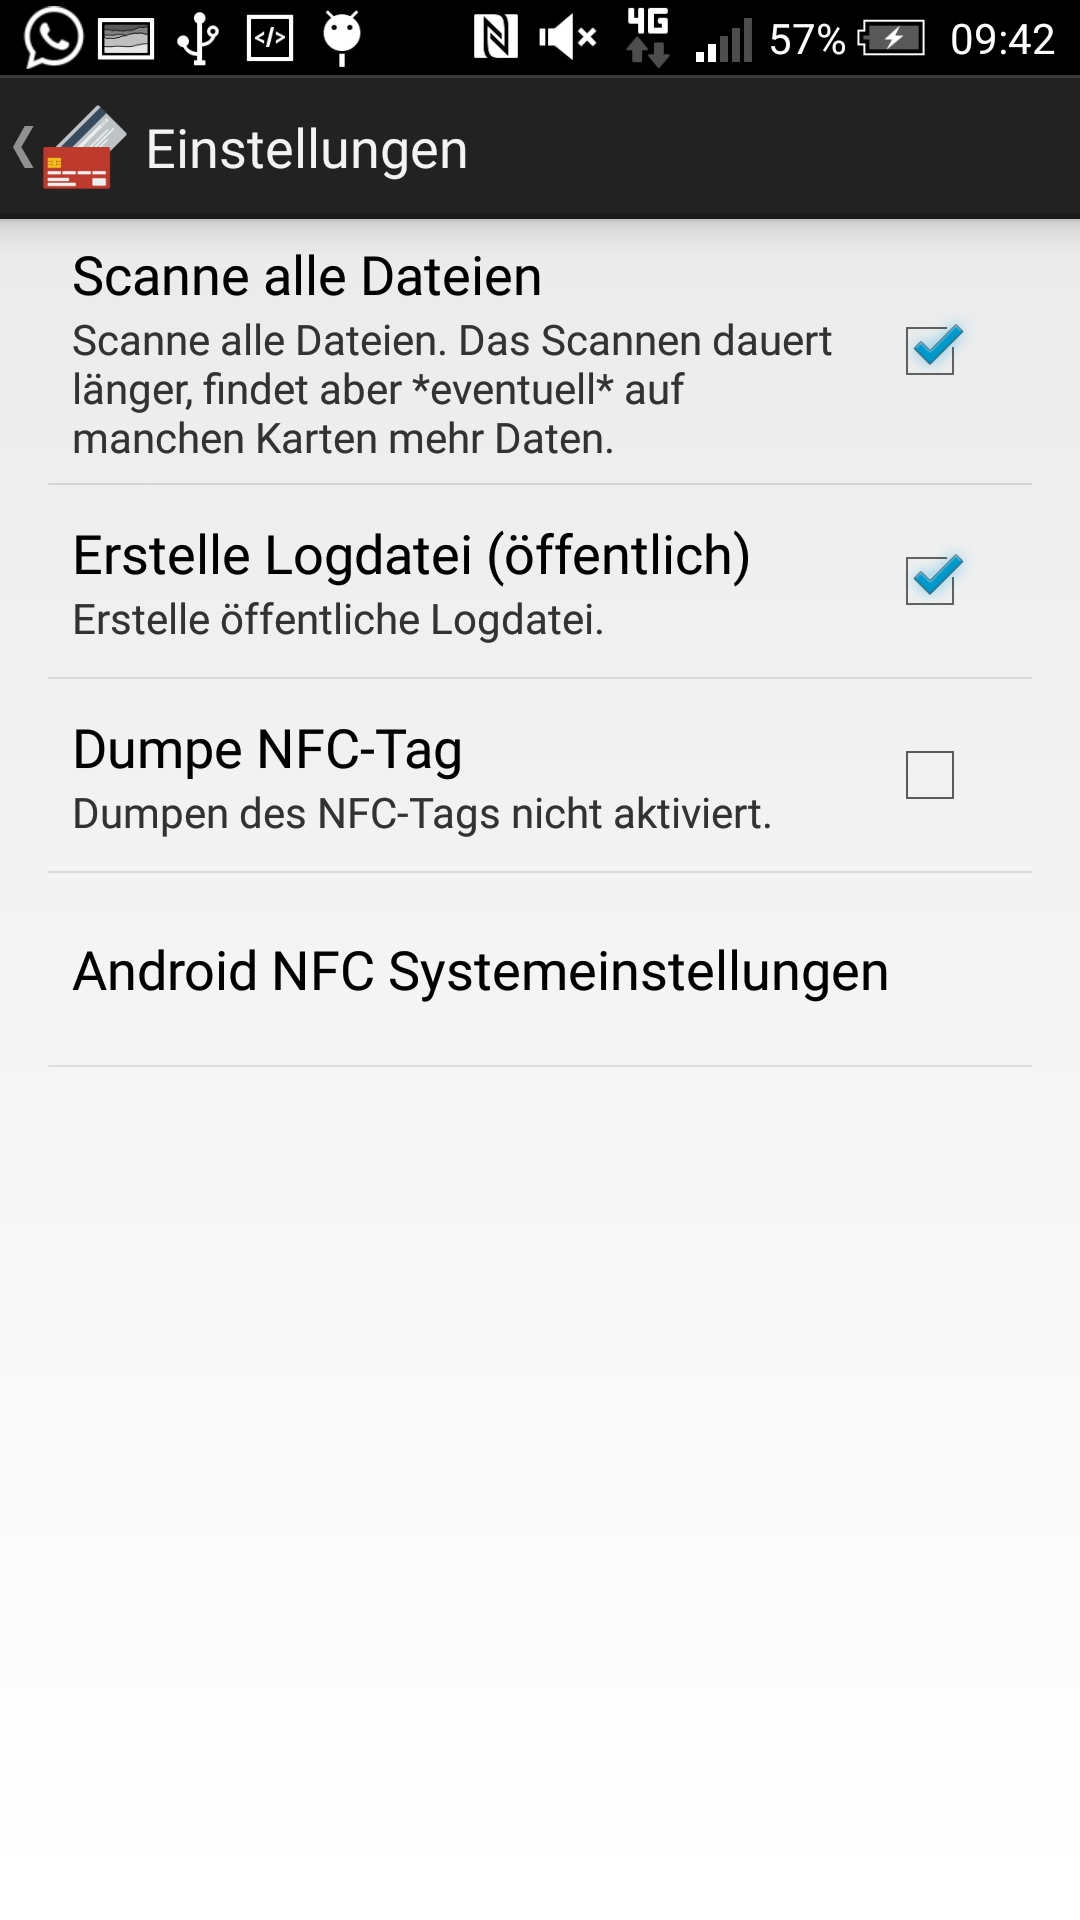 4G 57% 09:42
Einstellungen
Scanne alle Dateien
Scanne alle Dateien. Das Scannen dauert
länger, findet aber *eventuell* auf
manchen Karten mehr Daten.
Erstelle Logdatei (öffentlich)
Erstelle öffentliche Logdatei.
Dumpe NFC-Tag
Dumpen des NFC-Tags nicht aktiviert.
Android NFC Systemeinstellungen